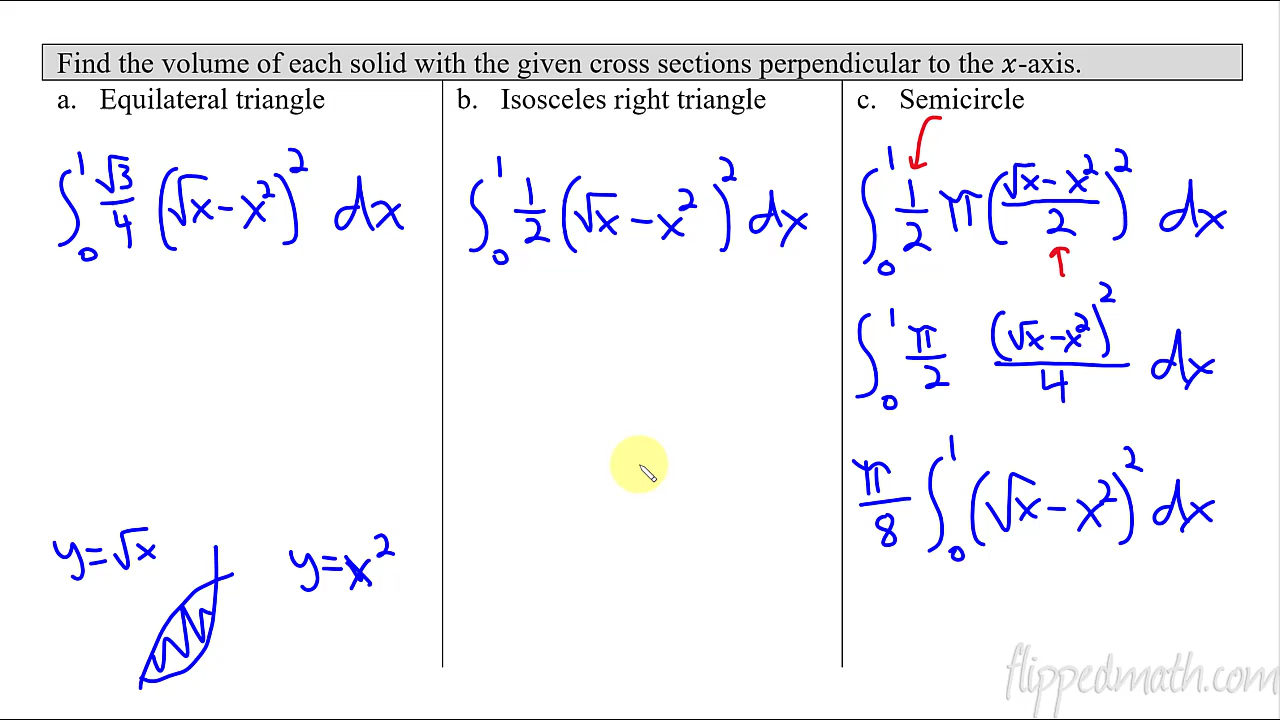 Find the volume of each solid with the given cross sections perpendicular to the x-axis.
a. Equilateral triangle
∫₀¹ √3/4 (√x − x²)² dx
y = √x
y = x²
b. Isosceles right triangle
∫₀¹ 1/2 (√x − x²)² dx
c. Semicircle
∫₀¹ 1/2 π ((√x − x²)/2)² dx
∫₀¹ π/2 (√x − x²)²/4 dx
π/8 ∫₀¹ (√x − x²)² dx
flippedmath.com